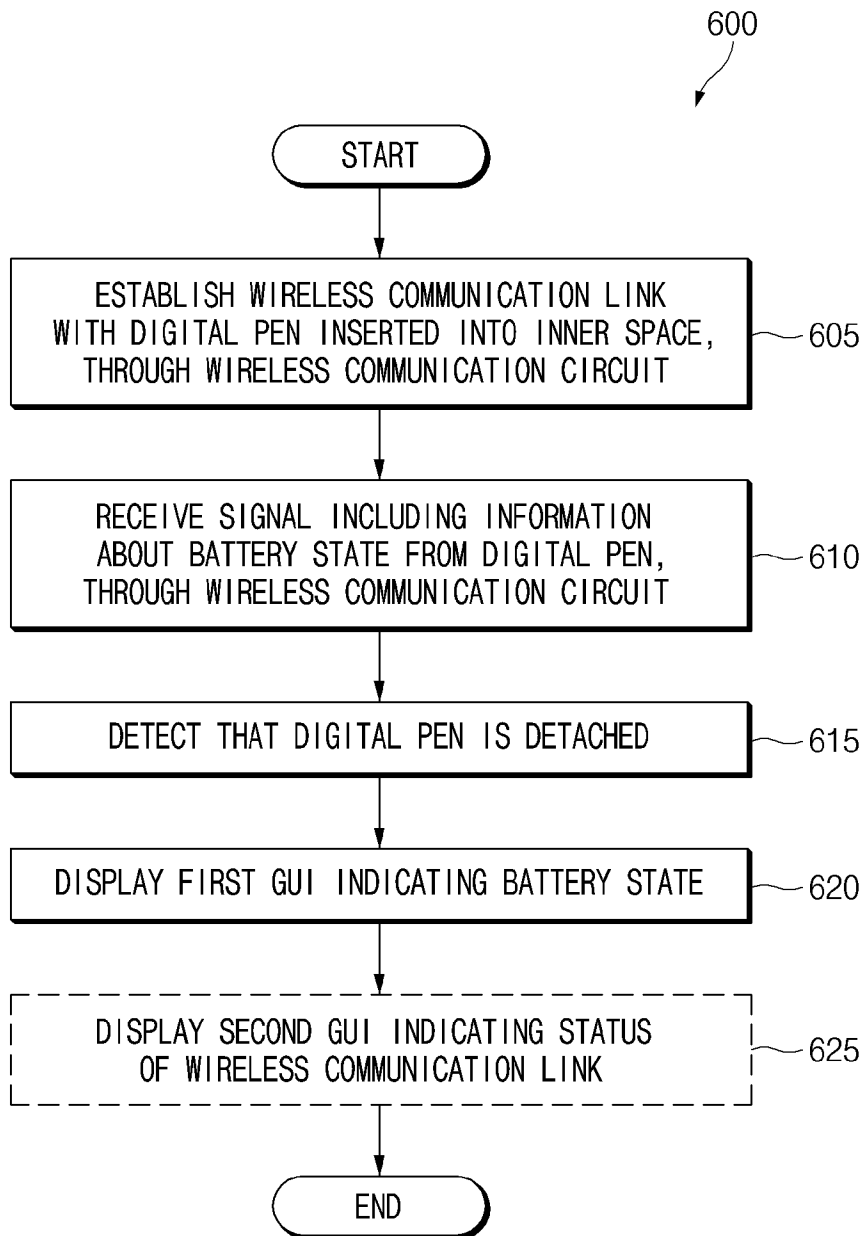 600
START
ESTABLISH WIRELESS COMMUNICATION LINK
WITH DIGITAL PEN INSERTED INTO INNER SPACE,
THROUGH WIRELESS COMMUNICATION CIRCUIT
605
RECEIVE SIGNAL INCLUDING INFORMATION
ABOUT BATTERY STATE FROM DIGITAL PEN,
THROUGH WIRELESS COMMUNICATION CIRCUIT
610
DETECT THAT DIGITAL PEN IS DETACHED
615
DISPLAY FIRST GUI INDICATING BATTERY STATE
620
DISPLAY SECOND GUI INDICATING STATUS
OF WIRELESS COMMUNICATION LINK
625
END